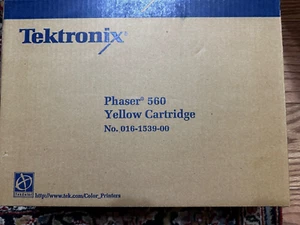 Tektronix®
Phaser® 560
Yellow Cartridge
No. 016-1539-00
http://www.tek.com/Color_Printers